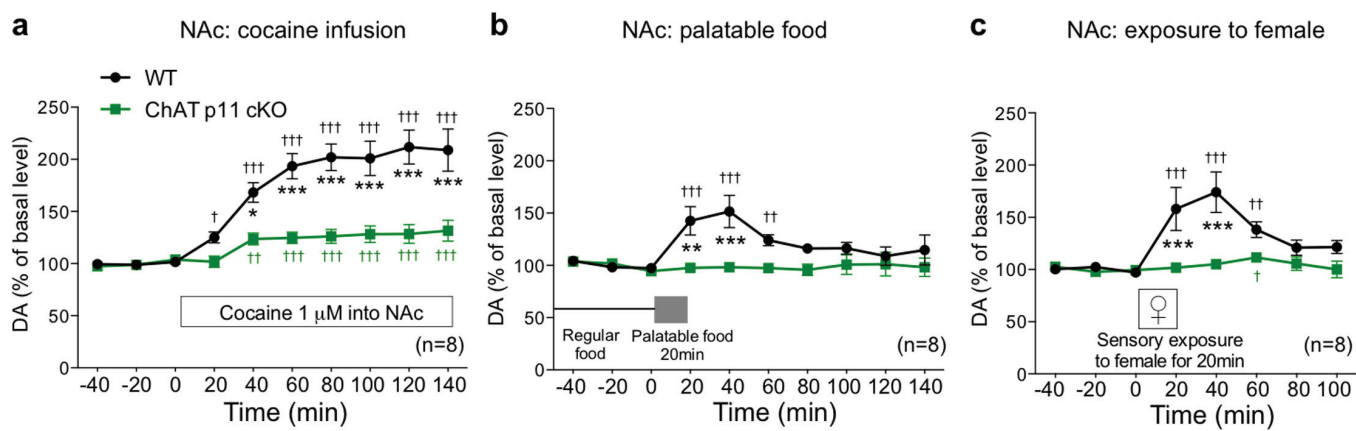 a NAc: cocaine infusion
WT
ChAT p11 cKO
DA (% of basal level)
250
200
150
100
50
0
† ††† ††† ††† ††† ††† †††
* *** *** *** *** ***
†† ††† ††† ††† ††† †††
Cocaine 1 μM into NAc
(n=8)
-40 -20 0 20 40 60 80 100 120 140
Time (min)
b NAc: palatable food
DA (% of basal level)
250
200
150
100
50
0
††† ††† ††
** ***
Regular food
Palatable food
20min
(n=8)
-40 -20 0 20 40 60 80 100 120 140
Time (min)
c NAc: exposure to female
DA (% of basal level)
250
200
150
100
50
0
††† ††† ††
*** ***
†
♀
Sensory exposure
to female for 20min
(n=8)
-40 -20 0 20 40 60 80 100
Time (min)